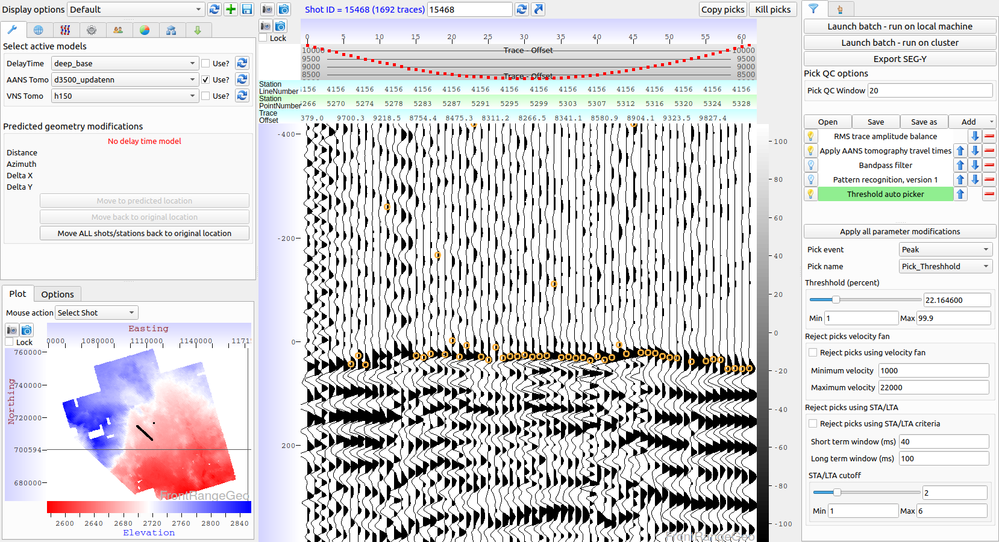 Display options Default
Select active models
DelayTime deep_base Use?
AANS Tomo d3500_updatenn Use?
VNS Tomo h150 Use?
Predicted geometry modifications
No delay time model
Distance
Azimuth
Delta X
Delta Y
Move to predicted location
Move back to original location
Move ALL shots/stations back to original location
Plot Options
Mouse action Select Shot
Lock
Easting
0000 1080000 1110000 1140000 1171
Northing
760000
740000
720000
700594
680000
FrontRangeGeo
2600 2640 2680 2720 2760 2800 2840
Elevation
Shot ID = 15468 (1692 traces) 15468 Copy picks Kill picks
Lock
0 5 10 15 20 25 30 35 40 45 50 55 60
10000 Trace - Offset 10000
9500 9500
9000 9000
8500 Trace - Offset 8500
Station
LineNumber 4156 4156 4156 4156 4156 4156 4156 4156 4156 4156 4156 4156 4156 4156 4156 4156
Station
PointNumber 266 5270 5274 5278 5283 5287 5291 5295 5299 5303 5307 5312 5316 5320 5324 5328
Trace
Offset 379.0 9700.3 9218.5 8754.4 8475.3 8311.2 8266.5 8341.1 8580.9 8904.1 9323.5 9827.4
-400
-200
0
200
100
80
60
40
20
0
-20
-40
-60
-80
-100
FrontRangeGeo
Launch batch - run on local machine
Launch batch - run on cluster
Export SEG-Y
Pick QC options
Pick QC Window 20
Open Save Save as Add
RMS trace amplitude balance
Apply AANS tomography travel times
Bandpass filter
Pattern recognition, version 1
Threshold auto picker
Apply all parameter modifications
Pick event Peak
Pick name Pick_Threshhold
Threshhold (percent)
22.164600
Min 1 Max 99.9
Reject picks velocity fan
Reject picks using velocity fan
Minimum velocity 1000
Maximum velocity 22000
Reject picks using STA/LTA
Reject picks using STA/LTA criteria
Short term window (ms) 40
Long term window (ms) 100
STA/LTA cutoff
2
Min 1 Max 6